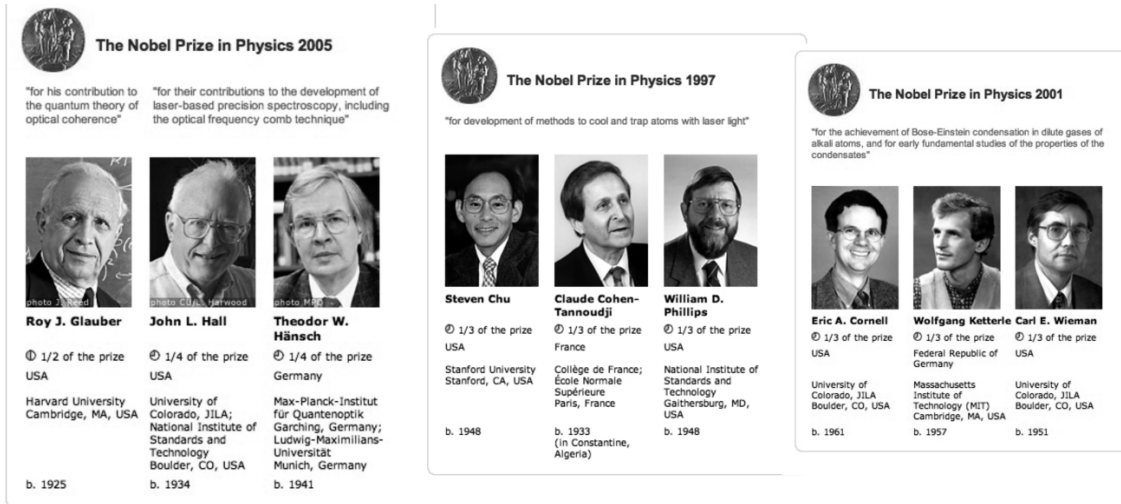 The Nobel Prize in Physics 2005
"for his contribution to
the quantum theory of
optical coherence"
"for their contributions to the development of
laser-based precision spectroscopy, including
the optical frequency comb technique"
photo J. Reed
photo CU/L. Harwood
photo MPQ
Roy J. Glauber
1/2 of the prize
USA
Harvard University
Cambridge, MA, USA
b. 1925
John L. Hall
1/4 of the prize
USA
University of
Colorado, JILA;
National Institute of
Standards and
Technology
Boulder, CO, USA
b. 1934
Theodor W.
Hänsch
1/4 of the prize
Germany
Max-Planck-Institut
für Quantenoptik
Garching, Germany;
Ludwig-Maximilians-
Universität
Munich, Germany
b. 1941
The Nobel Prize in Physics 1997
"for development of methods to cool and trap atoms with laser light"
Steven Chu
1/3 of the prize
USA
Stanford University
Stanford, CA, USA
b. 1948
Claude Cohen-
Tannoudji
1/3 of the prize
France
Collège de France;
École Normale
Supérieure
Paris, France
b. 1933
(in Constantine,
Algeria)
William D.
Phillips
1/3 of the prize
USA
National Institute of
Standards and
Technology
Gaithersburg, MD,
USA
b. 1948
The Nobel Prize in Physics 2001
"for the achievement of Bose-Einstein condensation in dilute gases of
alkali atoms, and for early fundamental studies of the properties of the
condensates"
Eric A. Cornell
1/3 of the prize
USA
University of
Colorado, JILA
Boulder, CO, USA
b. 1961
Wolfgang Ketterle
1/3 of the prize
Federal Republic of
Germany
Massachusetts
Institute of
Technology (MIT)
Cambridge, MA, USA
b. 1957
Carl E. Wieman
1/3 of the prize
USA
University of
Colorado, JILA
Boulder, CO, USA
b. 1951